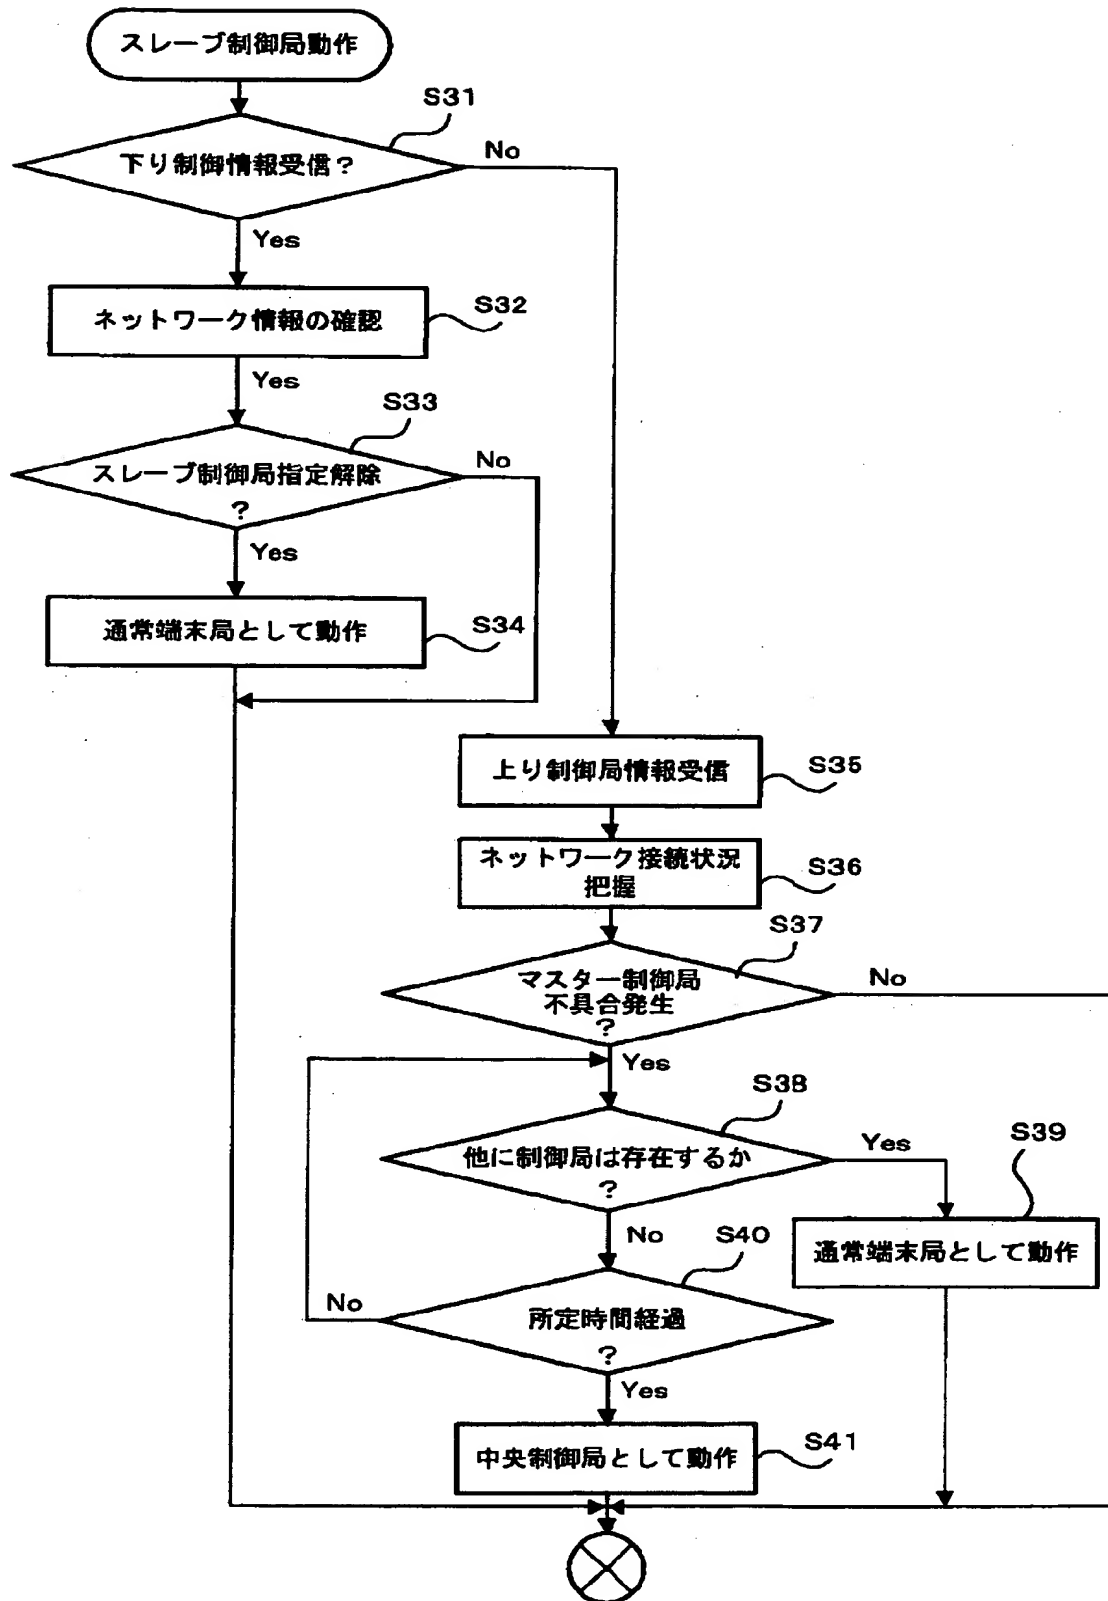 スレーブ制御局動作
S31
下り制御情報受信？
No
Yes
ネットワーク情報の確認
S32
Yes
S33
スレーブ制御局指定解除
？
No
Yes
通常端末局として動作
S34
上り制御局情報受信
S35
ネットワーク接続状況
把握
S36
S37
マスター制御局
不具合発生
？
No
Yes
S38
他に制御局は存在するか
？
Yes
S39
No
S40
通常端末局として動作
No
所定時間経過
？
Yes
中央制御局として動作
S41